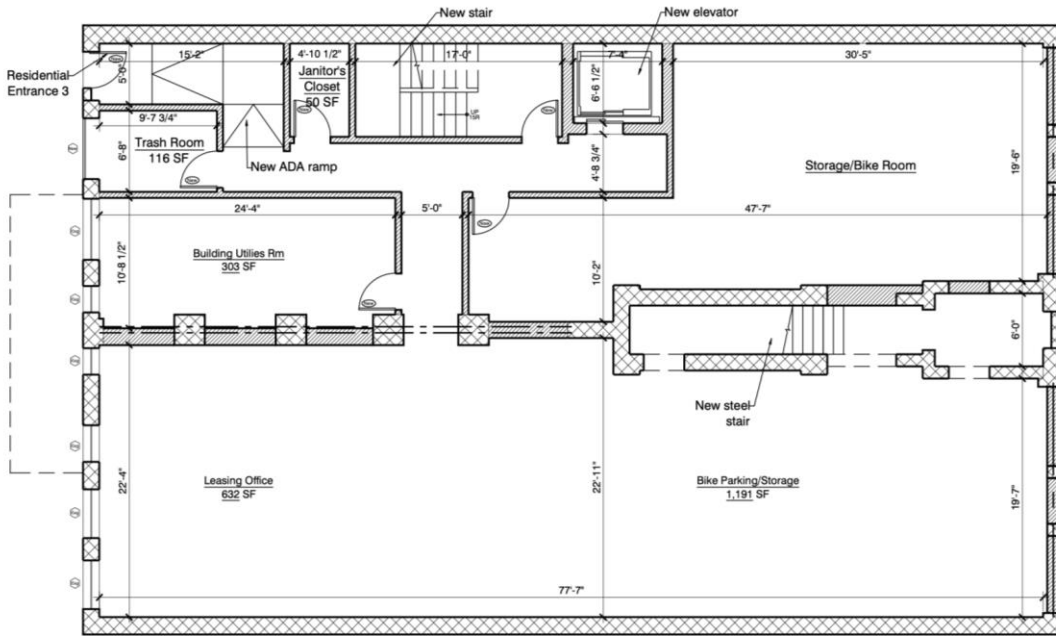 New stair
New elevator
Residential
Entrance 3
15'-2"
4'-10 1/2"
17'-0"
7'-4"
30'-5"
Janitor's
Closet
50 SF
5'-0"
6'-6 1/2"
9'-7 3/4"
UP
Trash Room
116 SF
6'-8"
New ADA ramp
4'-8 3/4"
Storage/Bike Room
19'-6"
24'-4"
5'-0"
47'-7"
Building Utilies Rm
303 SF
10'-8 1/2"
10'-2"
6'-0"
New steel
stair
Leasing Office
632 SF
22'-4"
22'-11"
Bike Parking/Storage
1,191 SF
19'-7"
77'-7"